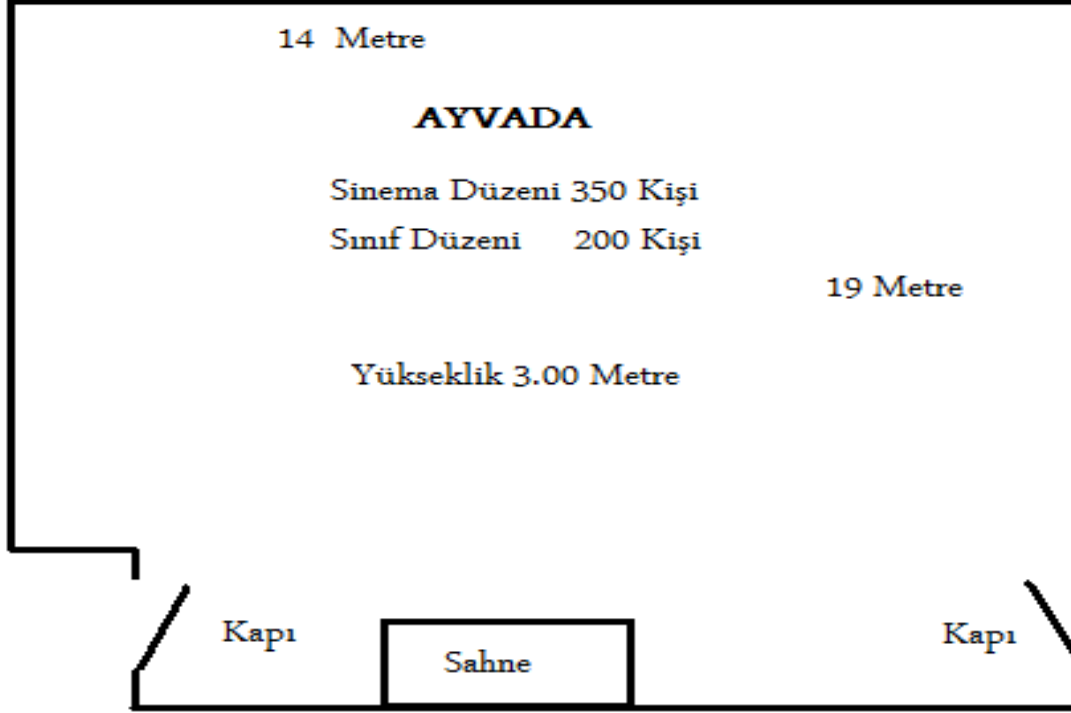 14 Metre
AYVADA
Sinema Düzeni 350 Kişi
Sınıf Düzeni 200 Kişi
19 Metre
Yükseklik 3.00 Metre
Kapı
Kapı
Sahne